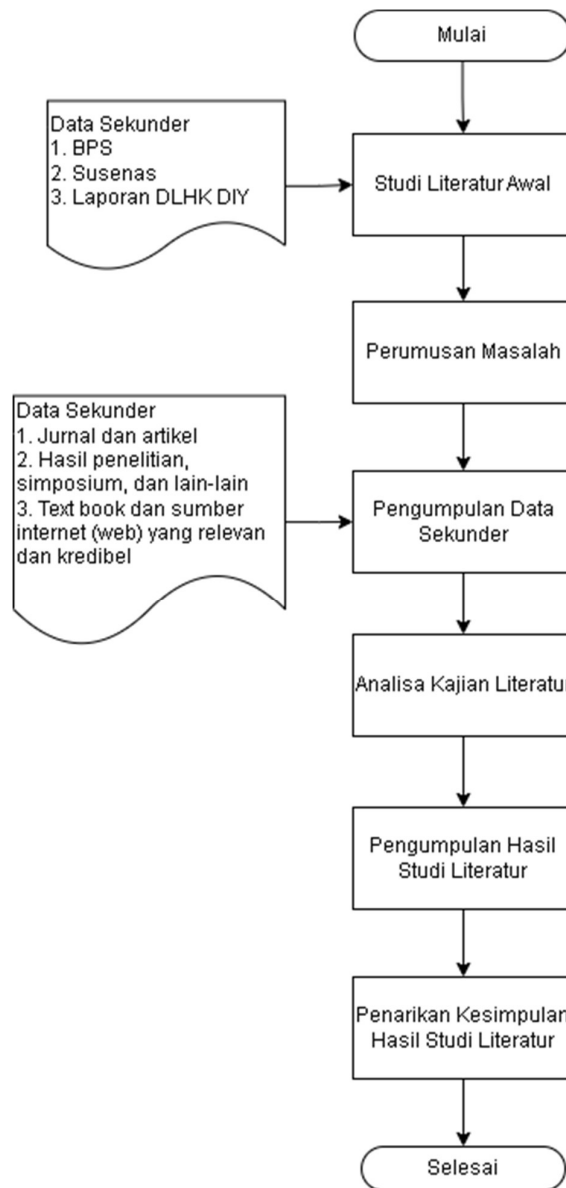 Mulai
Data Sekunder
1. BPS
2. Susenas
3. Laporan DLHK DIY
Studi Literatur Awal
Perumusan Masalah
Data Sekunder
1. Jurnal dan artikel
2. Hasil penelitian,
simposium, dan lain-lain
3. Text book dan sumber
internet (web) yang relevan
dan kredibel
Pengumpulan Data
Sekunder
Analisa Kajian Literatur
Pengumpulan Hasil
Studi Literatur
Penarikan Kesimpulan
Hasil Studi Literatur
Selesai